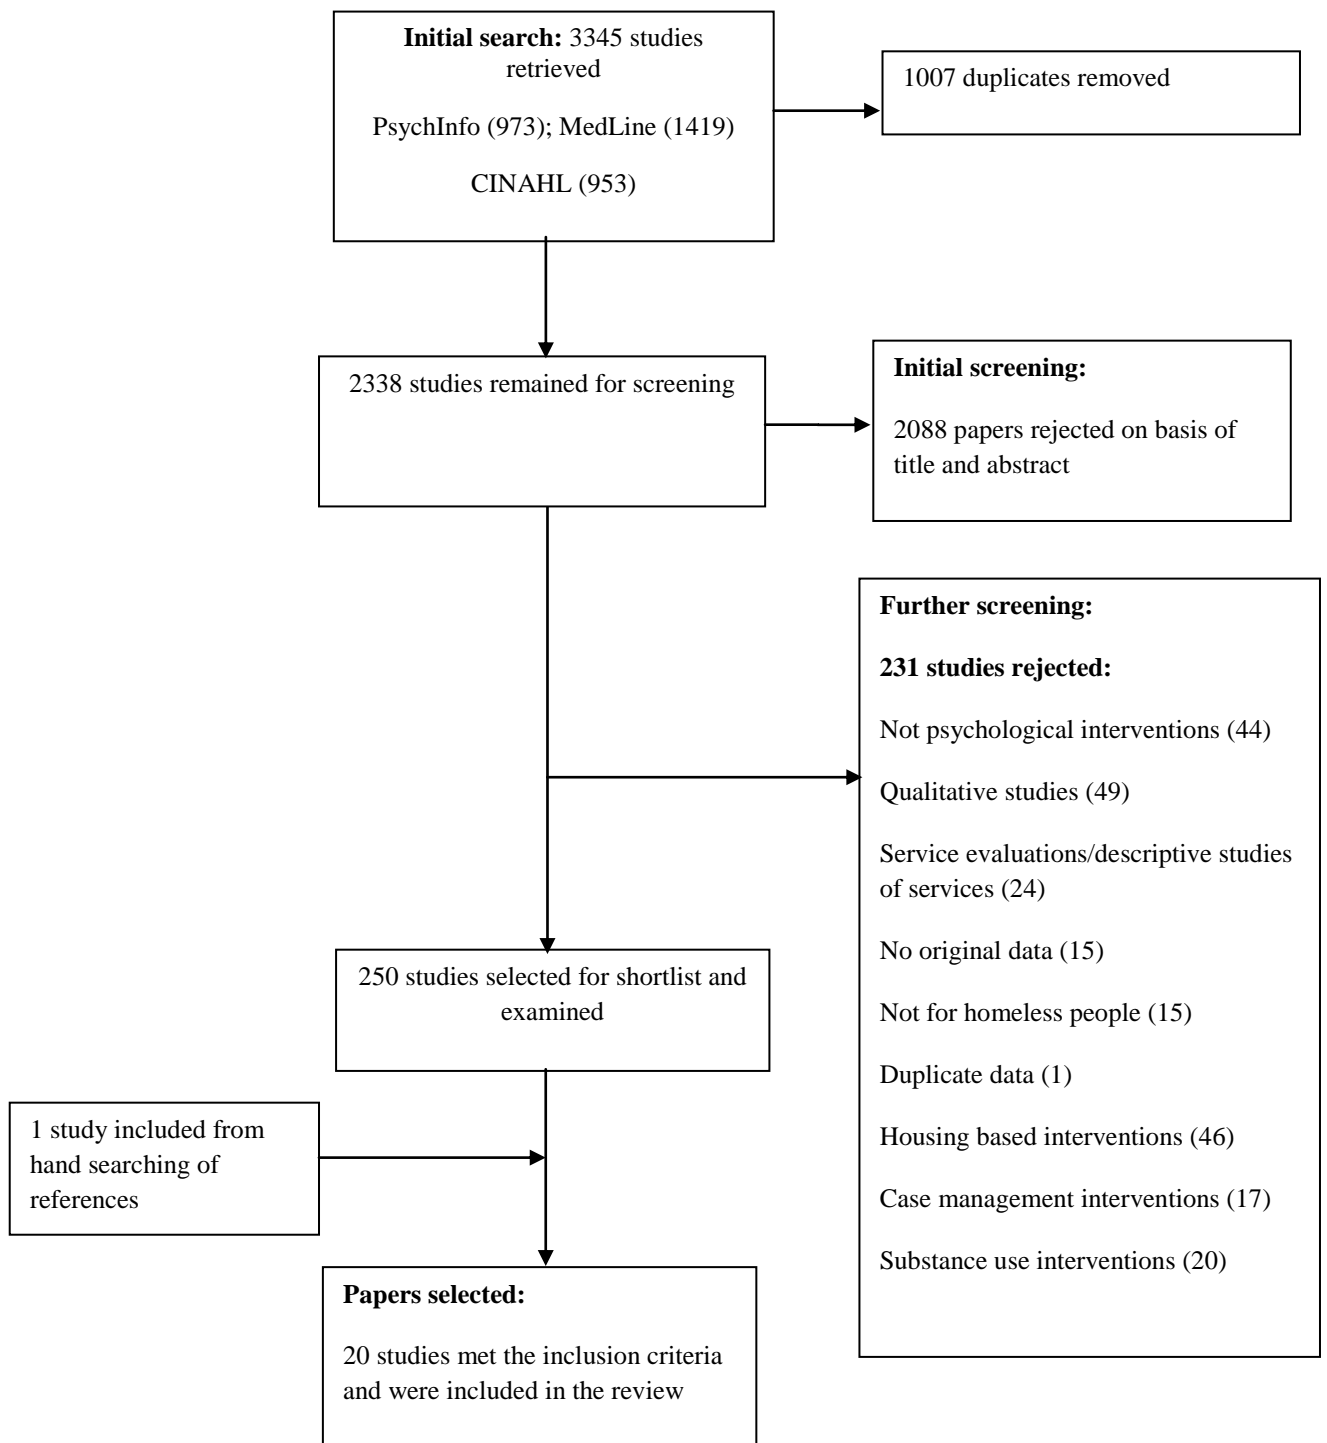 Initial search: 3345 studies
retrieved
PsychInfo (973); MedLine (1419)
CINAHL (953)
1007 duplicates removed
2338 studies remained for screening
Initial screening:
2088 papers rejected on basis of
title and abstract
Further screening:
231 studies rejected:
Not psychological interventions (44)
Qualitative studies (49)
Service evaluations/descriptive studies
of services (24)
No original data (15)
Not for homeless people (15)
Duplicate data (1)
Housing based interventions (46)
Case management interventions (17)
Substance use interventions (20)
250 studies selected for shortlist and
examined
1 study included from
hand searching of
references
Papers selected:
20 studies met the inclusion criteria
and were included in the review